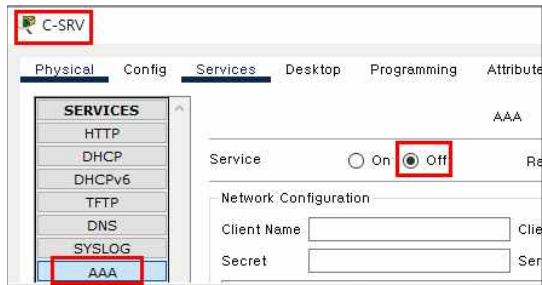 C-SRV
Physical Config Services Desktop Programming Attribute
SERVICES
HTTP
DHCP
DHCPv6
TFTP
DNS
SYSLOG
AAA
AAA
Service On Off Ra
Network Configuration
Client Name Clie
Secret Ser